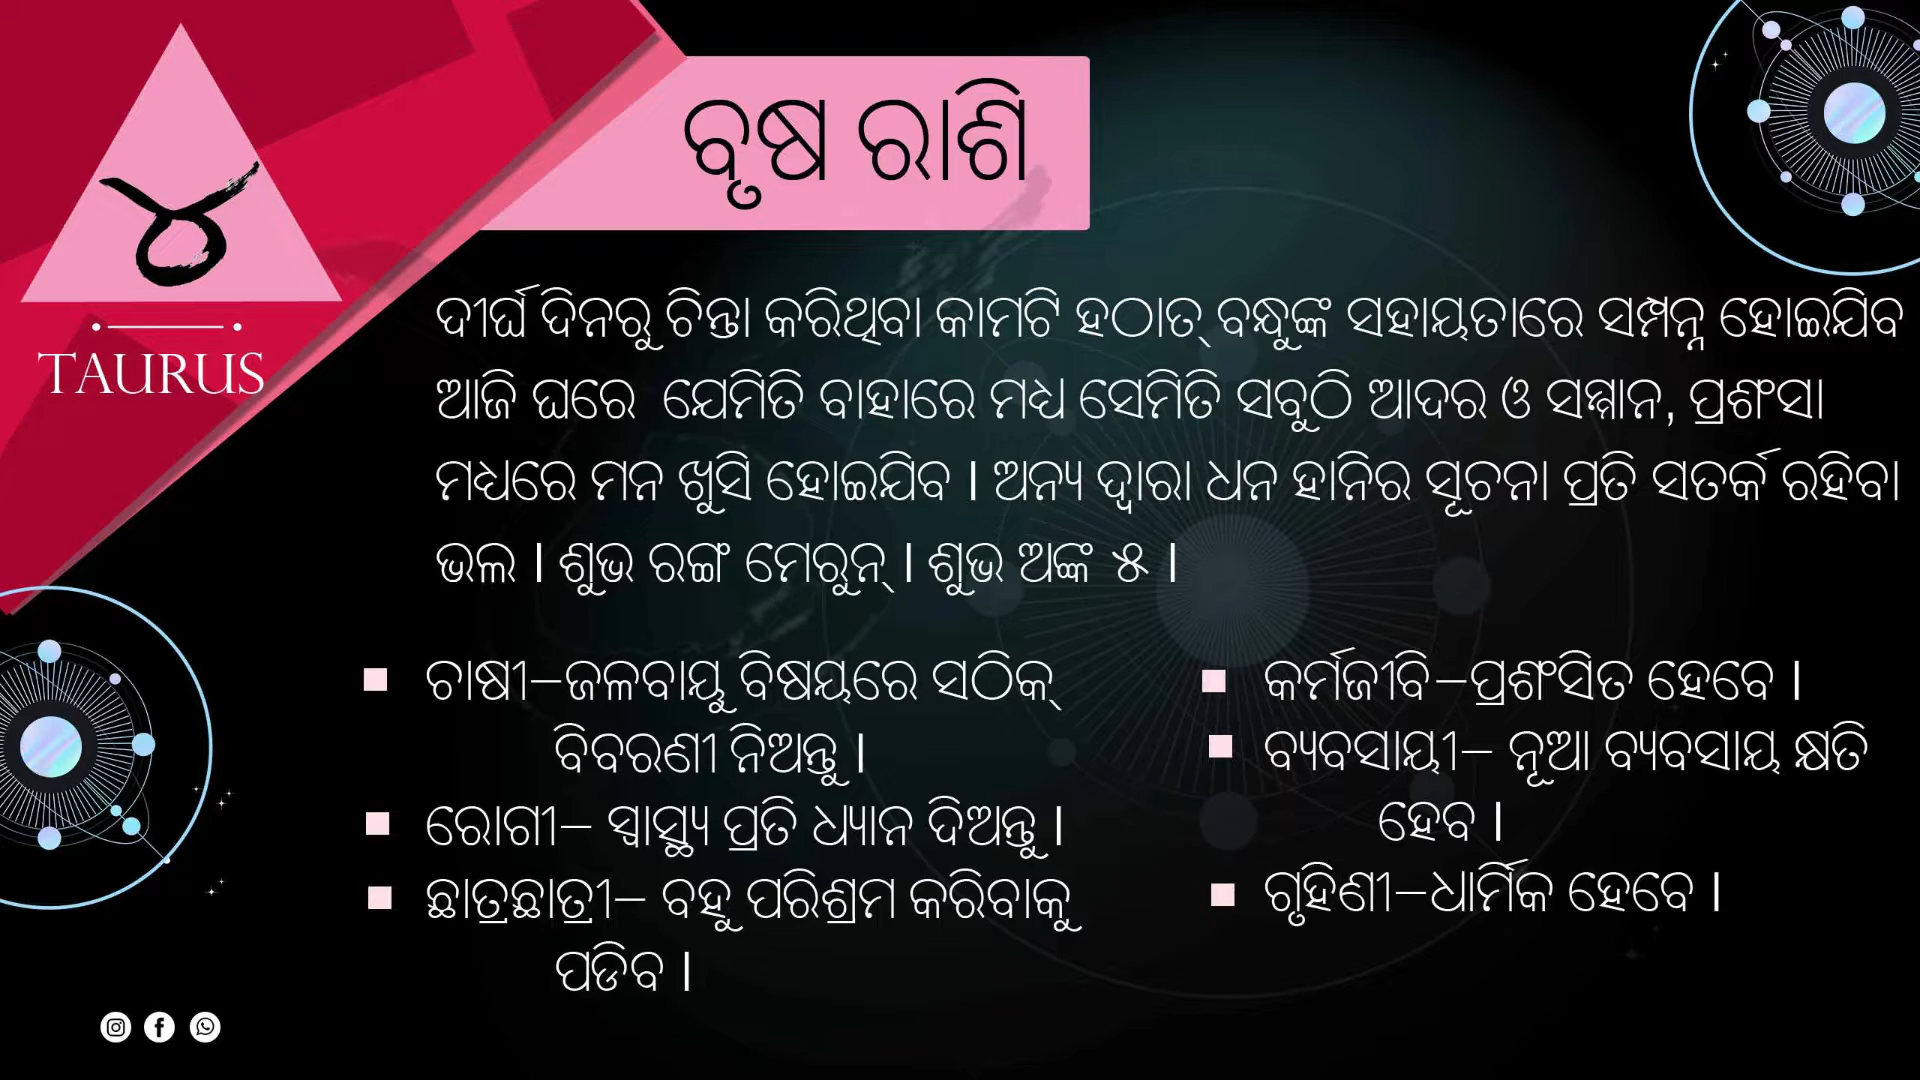 ବୃଷ ରାଶି
TAURUS
ଦୀର୍ଘ ଦିନରୁ ଚିନ୍ତା କରିଥିବା କାମଟି ହଠାତ୍ ବନ୍ଧୁଙ୍କ ସହାୟତାରେ ସମ୍ପନ୍ନ ହୋଇଯିବ
ଆଜି ଘରେ ଯେମିତି ବାହାରେ ମଧ୍ୟ ସେମିତି ସବୁଠି ଆଦର ଓ ସମ୍ମାନ, ପ୍ରଶଂସା
ମଧ୍ୟରେ ମନ ଖୁସି ହୋଇଯିବ । ଅନ୍ୟ ଦ୍ୱାରା ଧନ ହାନିର ସୂଚନା ପ୍ରତି ସତର୍କ ରହିବା
ଭଲ । ଶୁଭ ରଙ୍ଗ ମେରୁନ୍ । ଶୁଭ ଅଙ୍କ ୫ ।
ଚାଷୀ–ଜଳବାୟୁ ବିଷୟରେ ସଠିକ୍
ବିବରଣୀ ନିଅନ୍ତୁ ।
ରୋଗୀ– ସ୍ୱାସ୍ଥ୍ୟ ପ୍ରତି ଧ୍ୟାନ ଦିଅନ୍ତୁ ।
ଛାତ୍ରଛାତ୍ରୀ– ବହୁ ପରିଶ୍ରମ କରିବାକୁ
ପଡିବ ।
କର୍ମଜୀବି–ପ୍ରଶଂସିତ ହେବେ ।
ବ୍ୟବସାୟୀ– ନୂଆ ବ୍ୟବସାୟ କ୍ଷତି
ହେବ ।
ଗୃହିଣୀ–ଧାର୍ମିକ ହେବେ ।